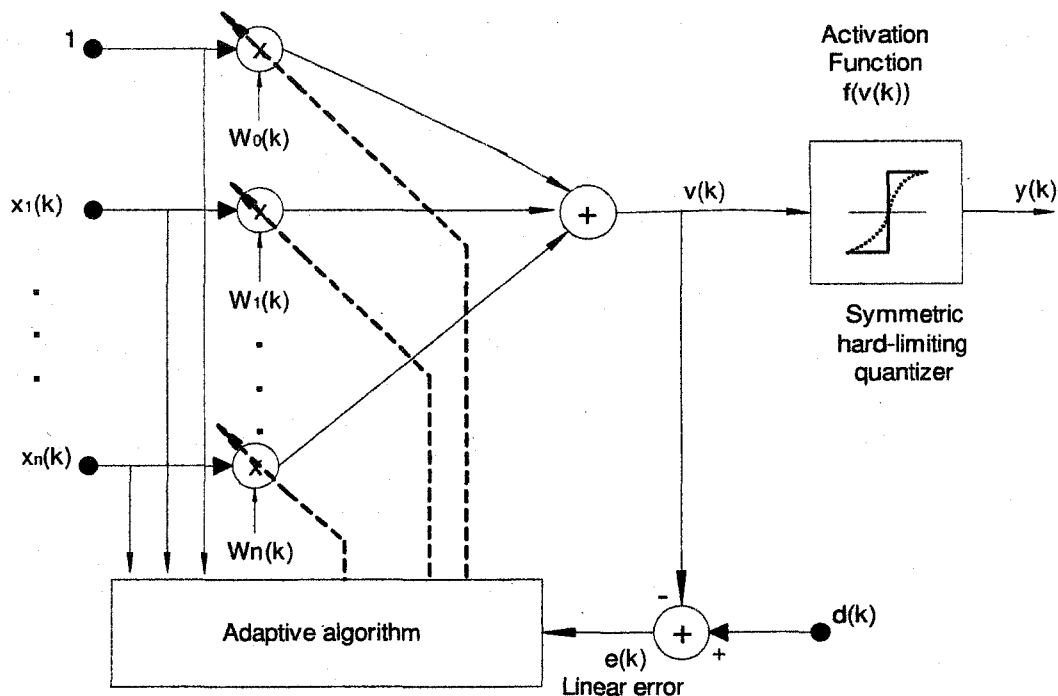 1
Activation
Function
f(v(k))
x
W₀(k)
x₁(k)
x
+
v(k)
y(k)
W₁(k)
Symmetric
hard-limiting
quantizer
xₙ(k)
x
Wn(k)
-
d(k)
Adaptive algorithm
+
+
e(k)
Linear error